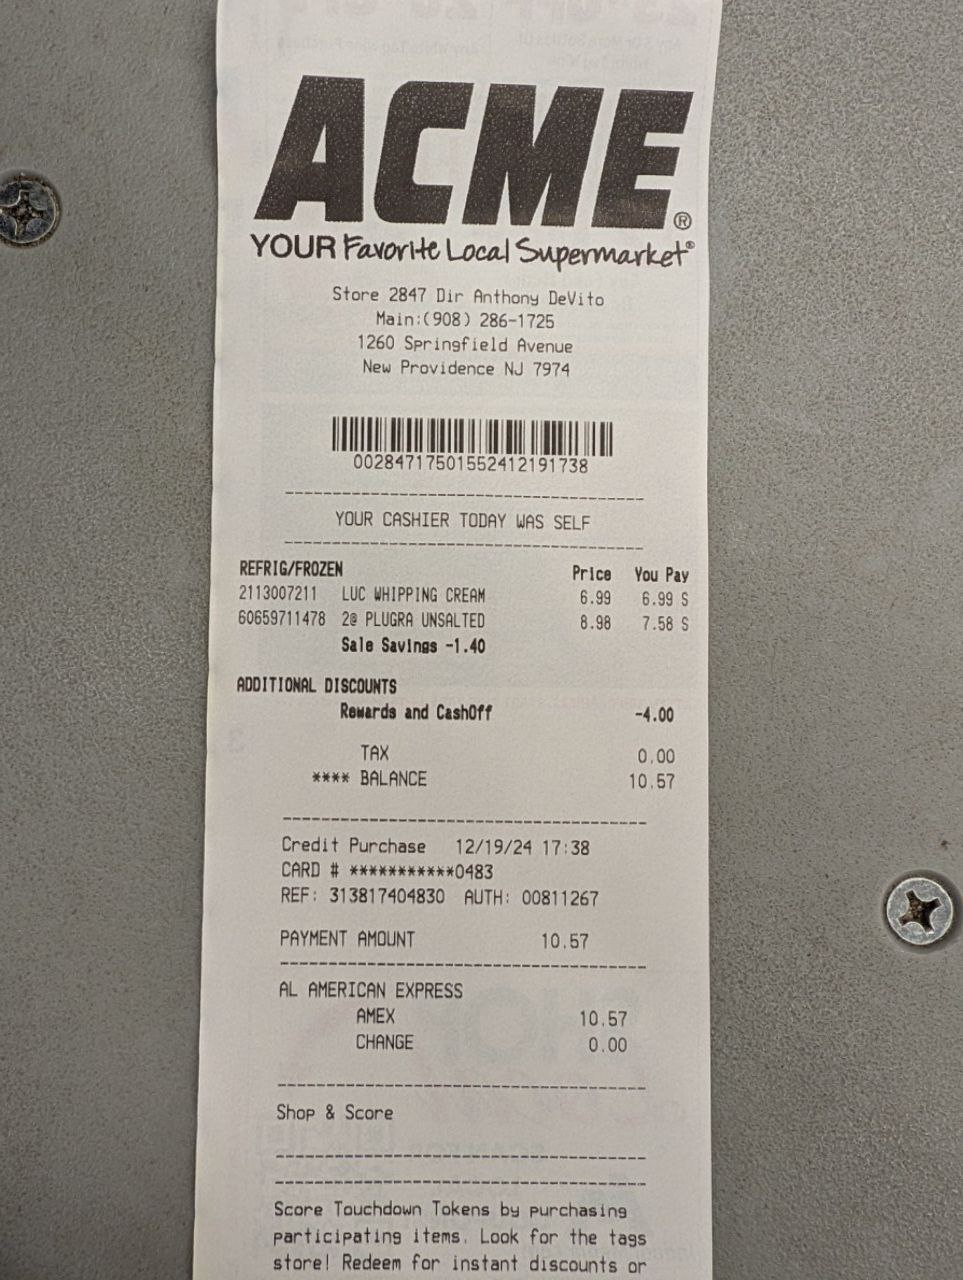 ACME®
YOUR Favorite Local Supermarket®
Store 2847 Dir Anthony DeVito
Main:(908) 286-1725
1260 Springfield Avenue
New Providence NJ 7974
00284717501552412191738
YOUR CASHIER TODAY WAS SELF
REFRIG/FROZEN Price You Pay
2113007211 LUC WHIPPING CREAM 6.99 6.99 S
60659711478 2@ PLUGRA UNSALTED 8.98 7.58 S
Sale Savings -1.40
ADDITIONAL DISCOUNTS
Rewards and CashOff -4.00
TAX 0.00
**** BALANCE 10.57
Credit Purchase 12/19/24 17:38
CARD # ***********0483
REF: 313817404830 AUTH: 00811267
PAYMENT AMOUNT 10.57
AL AMERICAN EXPRESS
AMEX 10.57
CHANGE 0.00
Shop & Score
Score Touchdown Tokens by purchasing
participating items. Look for the tags
store! Redeem for instant discounts or